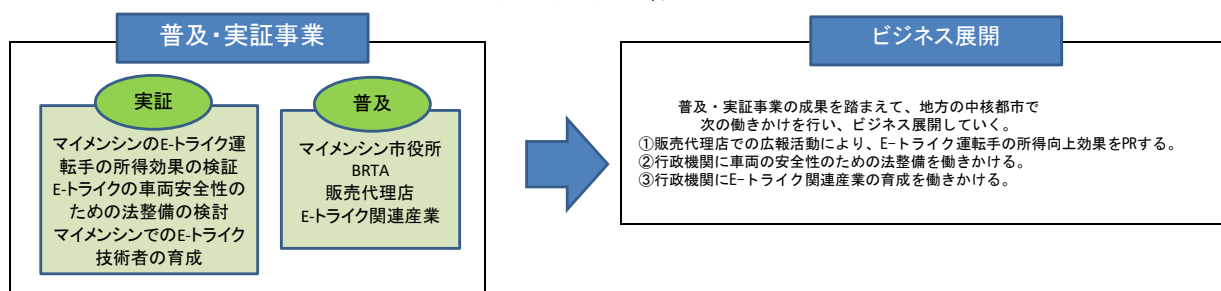 普及・実証事業
実証
マイメンシンのE-トライク運
転手の所得効果の検証
E-トライクの車両安全性の
ための法整備の検討
マイメンシンでのE-トライク
技術者の育成
普及
マイメンシン市役所
BRTA
販売代理店
E-トライク関連産業
ビジネス展開
普及・実証事業の成果を踏まえて、地方の中核都市で
次の働きかけを行い、ビジネス展開していく。
①販売代理店での広報活動により、E-トライク運転手の所得向上効果をPRする。
②行政機関に車両の安全性のための法整備を働きかける。
③行政機関にE-トライク関連産業の育成を働きかける。